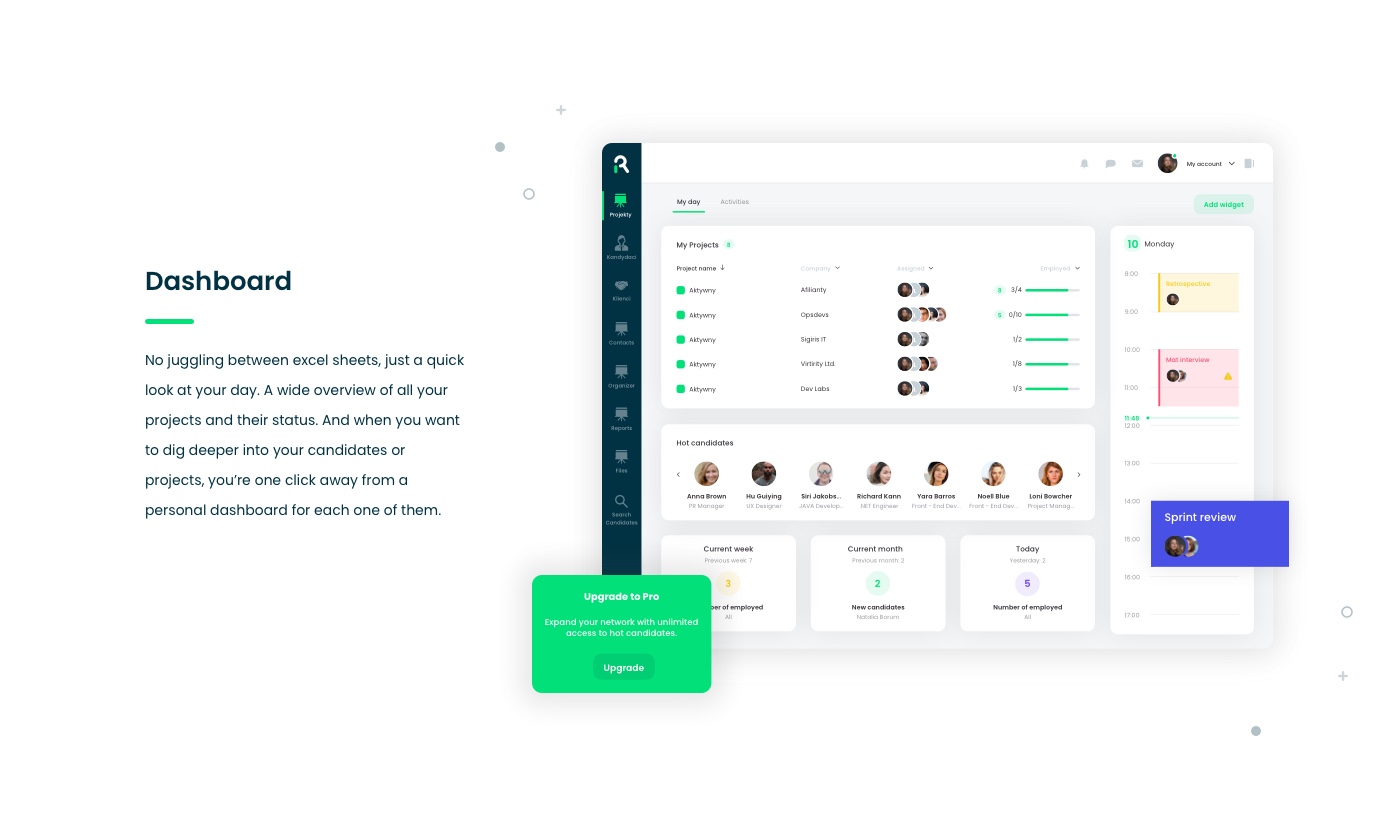 Dashboard
No juggling between excel sheets, just a quick
look at your day. A wide overview of all your
projects and their status. And when you want
to dig deeper into your candidates or
projects, you’re one click away from a
personal dashboard for each one of them.
R
Projekty
Kandydaci
Klienci
Contacts
Organizer
Reports
Files
Search
Candidates
My account
My day
Activities
Add widget
My Projects 8
Project name Company Assigned Employed
Aktywny Afilianty 8 3/4
Aktywny Opsdevs 5 0/10
Aktywny Sigiris IT 1/2
Aktywny Virtirity Ltd. 1/8
Aktywny Dev Labs 1/3
Hot candidates
Anna Brown
PR Manager
Hu Guiying
UX Designer
Siri Jakobs...
JAVA Develop...
Richard Kann
.NET Engineer
Yara Barros
Front - End Dev...
Noell Blue
Front - End Dev...
Loni Bowcher
Project Manag...
Current week
Previous week: 7
3
ber of employed
All
Current month
Previous month: 2
2
New candidates
Natalia Borum
Today
Yesterday: 2
5
Number of employed
All
10 Monday
8:00
Retrospective
9:00
10:00
Mat interview
11:00
11:48
12:00
13:00
14:00
Sprint review
15:00
16:00
17:00
Upgrade to Pro
Expand your network with unlimited
access to hot candidates.
Upgrade